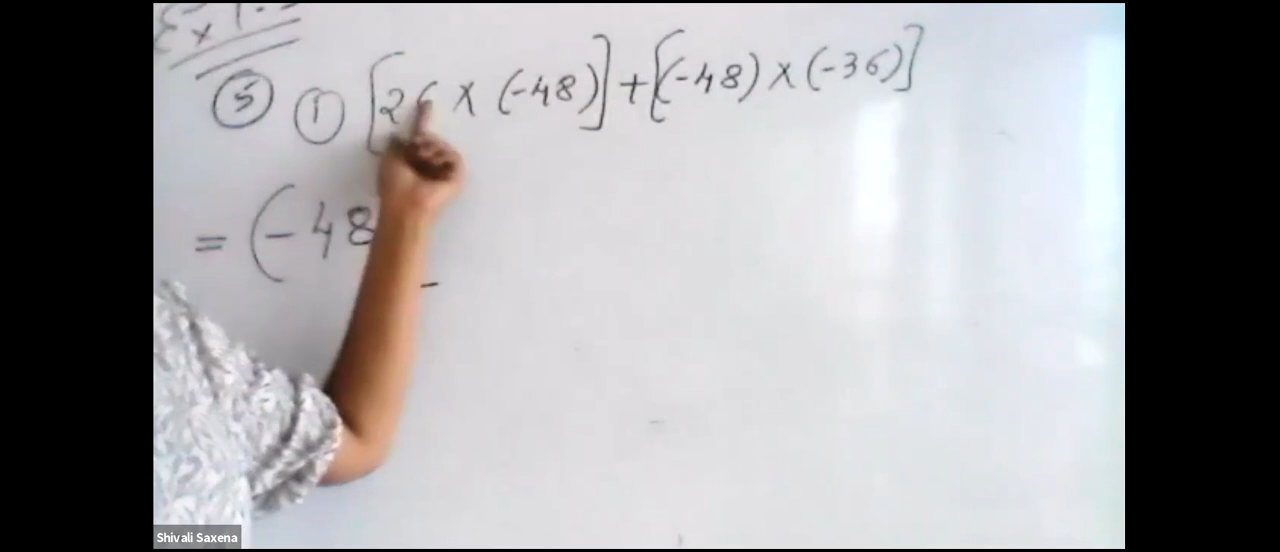 ⑤ ① [26 × (-48)] + [(-48) × (-36)]
= (-48
Shivali Saxena